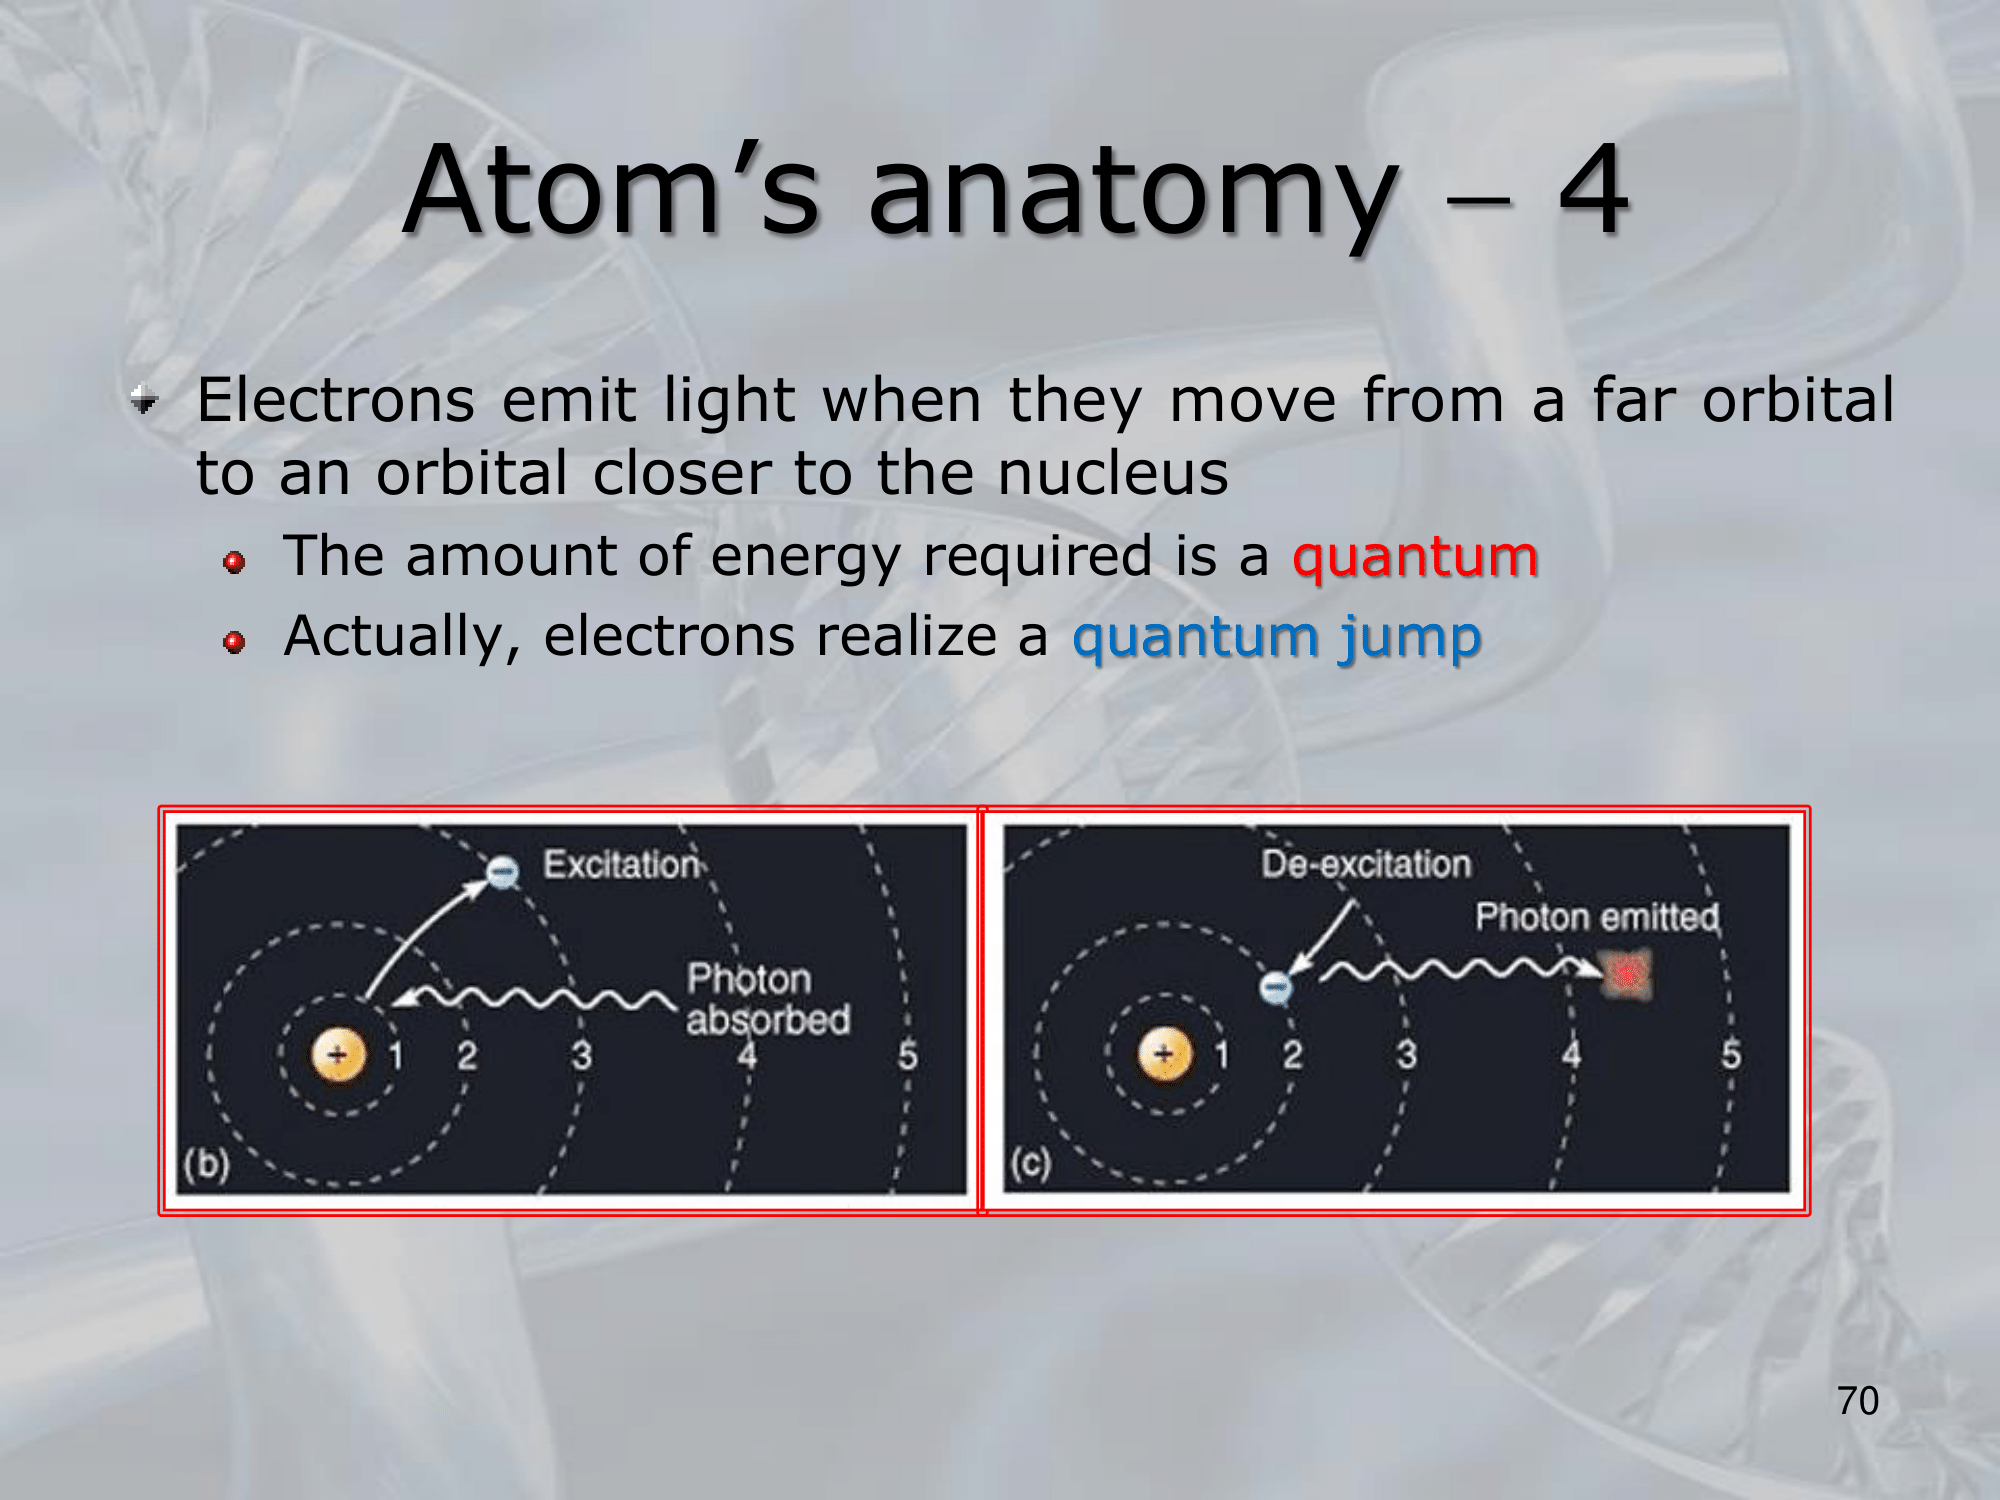 Atom’s anatomy – 4
Electrons emit light when they move from a far orbital
to an orbital closer to the nucleus
The amount of energy required is a quantum
Actually, electrons realize a quantum jump
Excitation
Photon
absorbed
+ 1 2 3 4 5
(b)
De-excitation
Photon emitted
+ 1 2 3 4 5
(c)
70